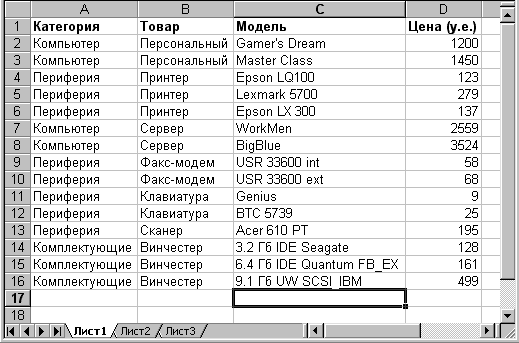 A B C D
1 Категория Товар Модель Цена (у.е.)
2 Компьютер Персональный Gamer's Dream 1200
3 Компьютер Персональный Master Class 1450
4 Периферия Принтер Epson LQ100 123
5 Периферия Принтер Lexmark 5700 279
6 Периферия Принтер Epson LX 300 137
7 Компьютер Сервер WorkMen 2559
8 Компьютер Сервер BigBlue 3524
9 Периферия Факс-модем USR 33600 int 58
10 Периферия Факс-модем USR 33600 ext 68
11 Периферия Клавиатура Genius 9
12 Периферия Клавиатура BTC 5739 25
13 Периферия Сканер Acer 610 PT 195
14 Комплектующие Винчестер 3.2 Гб IDE Seagate 128
15 Комплектующие Винчестер 6.4 Гб IDE Quantum FB_EX 161
16 Комплектующие Винчестер 9.1 Гб UW SCSI_IBM 499
17
18
Лист1 Лист2 Лист3